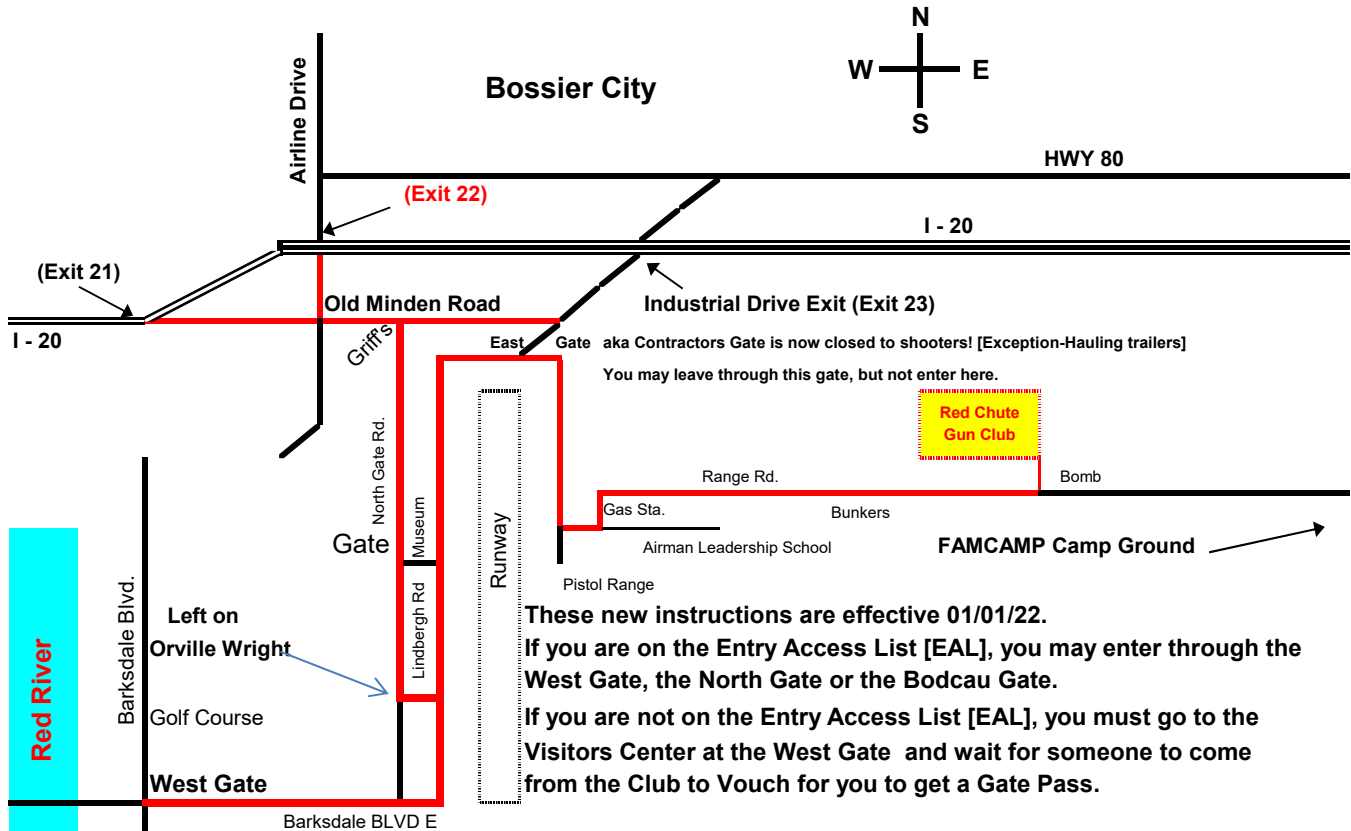 N
Bossier City
W
E
S
Airline Drive
HWY 80
(Exit 22)
I - 20
(Exit 21)
Old Minden Road
Industrial Drive Exit (Exit 23)
I - 20
Griff's
East Gate aka Contractors Gate is now closed to shooters! [Exception-Hauling trailers]
You may leave through this gate, but not enter here.
Red Chute
Gun Club
North Gate Rd.
Museum
Runway
Range Rd.
Bomb
Gas Sta.
Bunkers
Gate
Airman Leadership School
FAMCAMP Camp Ground
Pistol Range
Barksdale Blvd.
Lindbergh Rd
Left on
Orville Wright
Red River
Golf Course
West Gate
Barksdale BLVD E
These new instructions are effective 01/01/22.
If you are on the Entry Access List [EAL], you may enter through the
West Gate, the North Gate or the Bodcau Gate.
If you are not on the Entry Access List [EAL], you must go to the
Visitors Center at the West Gate and wait for someone to come
from the Club to Vouch for you to get a Gate Pass.